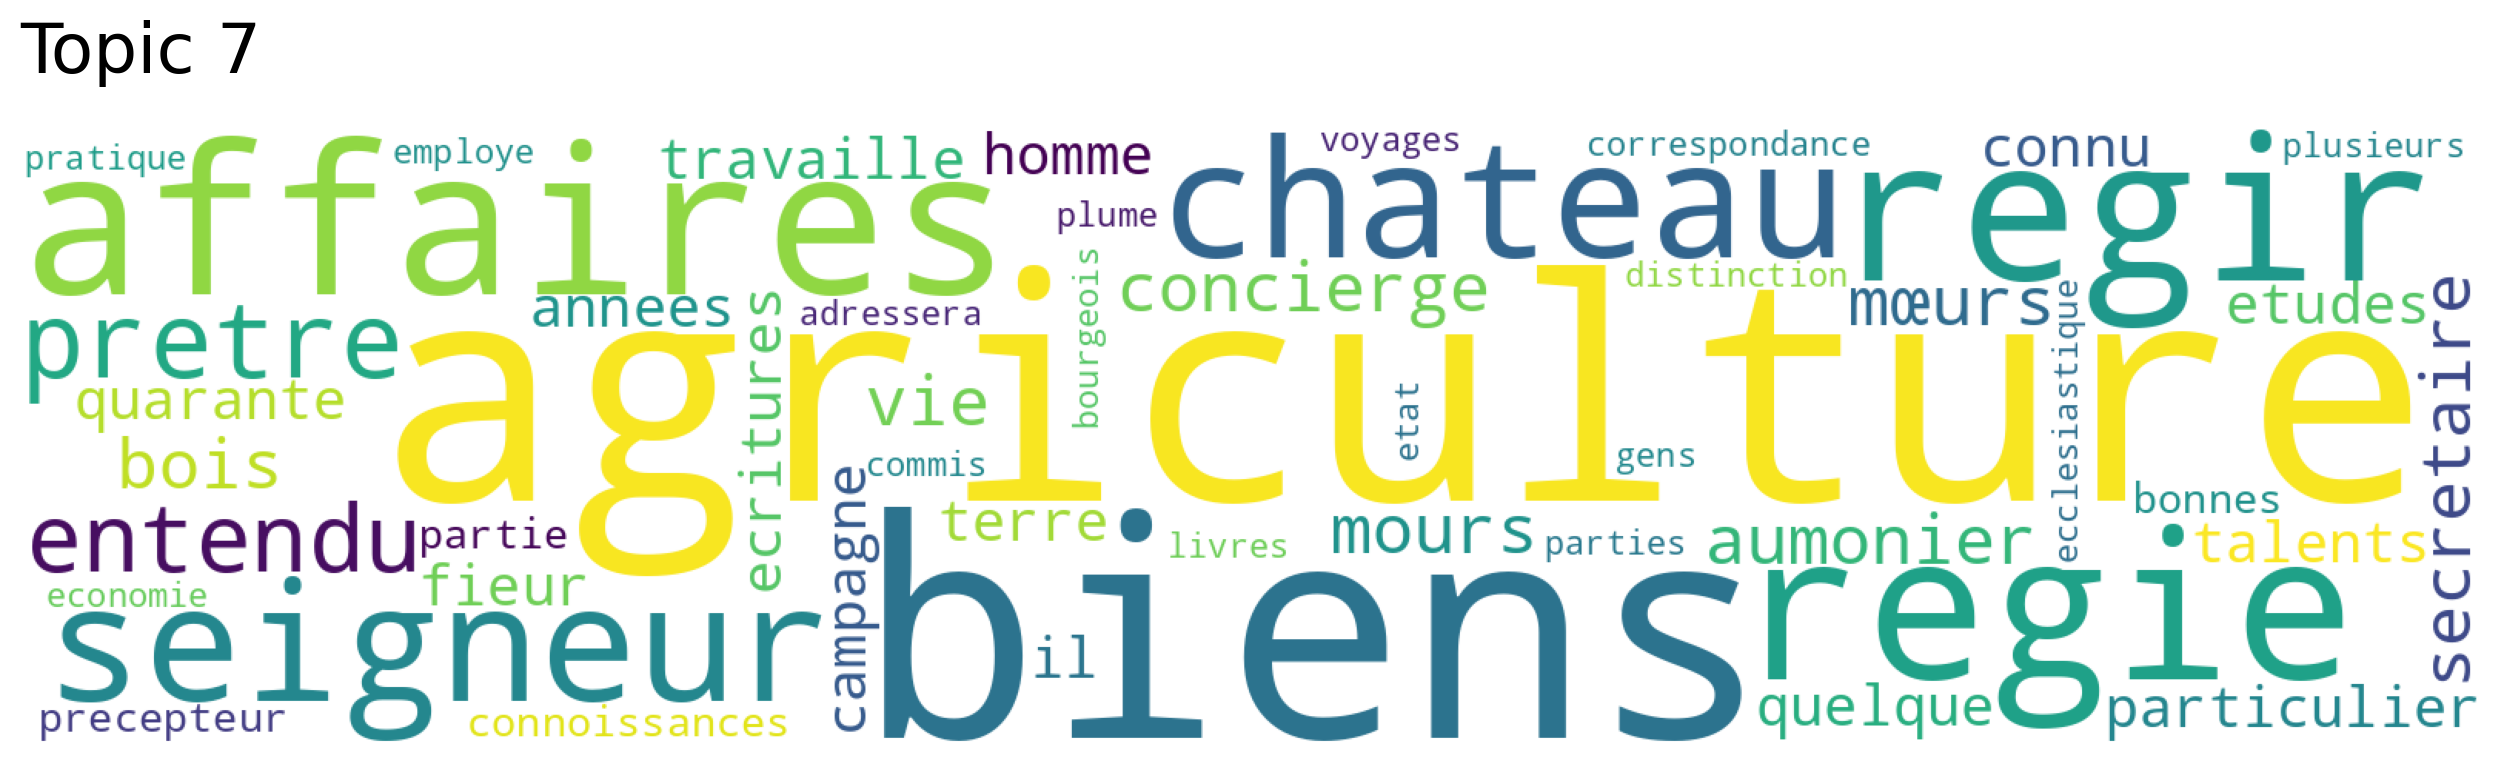 Topic 7
pratique
affaires
employe
travaille
homme
voyages
correspondance
connu
plusieurs
plume
chateau
regir
pretre
annees
adressera
bourgeois
concierge
distinction
mœurs
etudes
quarante
ecritures
agriculture
vie
etat
ecclesiastique
secretaire
bois
commis
gens
bonnes
entendu
partie
campagne
terre
livres
mours
parties
aumonier
talents
economie
fieur
seigneur
biens
il
regie
precepteur
connoissances
quelque
particulier